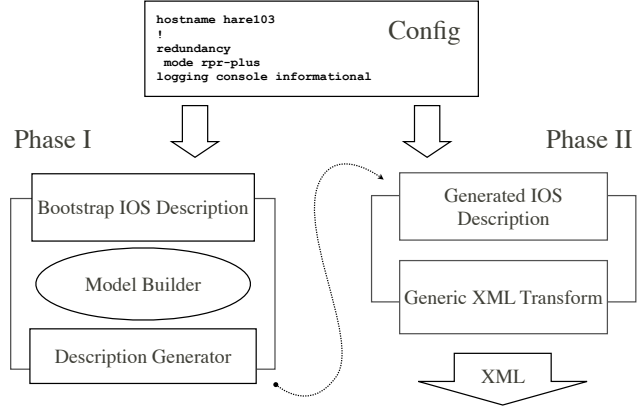 hostname hare103
!
redundancy
 mode rpr-plus
logging console informational
Config
Phase I
Phase II
Bootstrap IOS Description
Model Builder
Description Generator
Generated IOS
Description
Generic XML Transform
XML